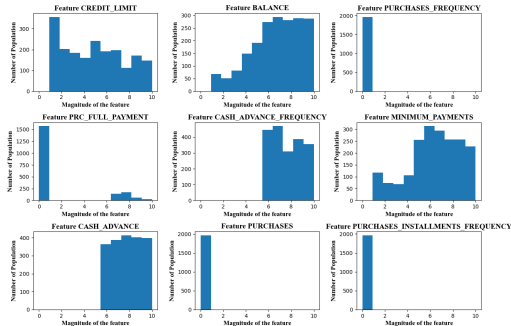 Feature CREDIT_LIMIT
Number of Population
350
300
250
200
150
100
50
0
0 2 4 6 8 10
Magnitude of the feature
Feature BALANCE
Number of Population
300
250
200
150
100
50
0
0 2 4 6 8 10
Magnitude of the feature
Feature PURCHASES_FREQUENCY
Number of Population
2000
1500
1000
500
0
0 2 4 6 8 10
Magnitude of the feature
Feature PRC_FULL_PAYMENT
Number of Population
1500
1250
1000
750
500
250
0
0 2 4 6 8 10
Magnitude of the feature
Feature CASH_ADVANCE_FREQUENCY
Number of Population
400
300
200
100
0
0 2 4 6 8 10
Magnitude of the feature
Feature MINIMUM_PAYMENTS
Number of Population
300
250
200
150
100
50
0
0 2 4 6 8 10
Magnitude of the feature
Feature CASH_ADVANCE
Number of Population
400
300
200
100
0
0 2 4 6 8 10
Magnitude of the feature
Feature PURCHASES
Number of Population
2000
1500
1000
500
0
0 2 4 6 8 10
Magnitude of the feature
Feature PURCHASES_INSTALLMENTS_FREQUENCY
Number of Population
2000
1500
1000
500
0
0 2 4 6 8 10
Magnitude of the feature